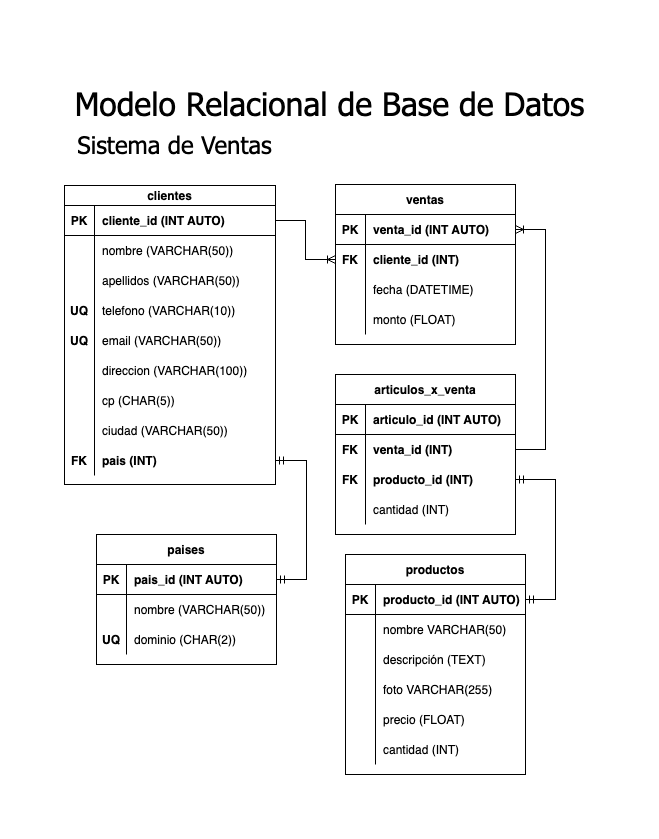 Modelo Relacional de Base de Datos
Sistema de Ventas
clientes
PK cliente_id (INT AUTO)
nombre (VARCHAR(50))
apellidos (VARCHAR(50))
UQ telefono (VARCHAR(10))
UQ email (VARCHAR(50))
direccion (VARCHAR(100))
cp (CHAR(5))
ciudad (VARCHAR(50))
FK pais (INT)
ventas
PK venta_id (INT AUTO)
FK cliente_id (INT)
fecha (DATETIME)
monto (FLOAT)
articulos_x_venta
PK articulo_id (INT AUTO)
FK venta_id (INT)
FK producto_id (INT)
cantidad (INT)
paises
PK pais_id (INT AUTO)
nombre (VARCHAR(50))
UQ dominio (CHAR(2))
productos
PK producto_id (INT AUTO)
nombre VARCHAR(50)
descripción (TEXT)
foto VARCHAR(255)
precio (FLOAT)
cantidad (INT)